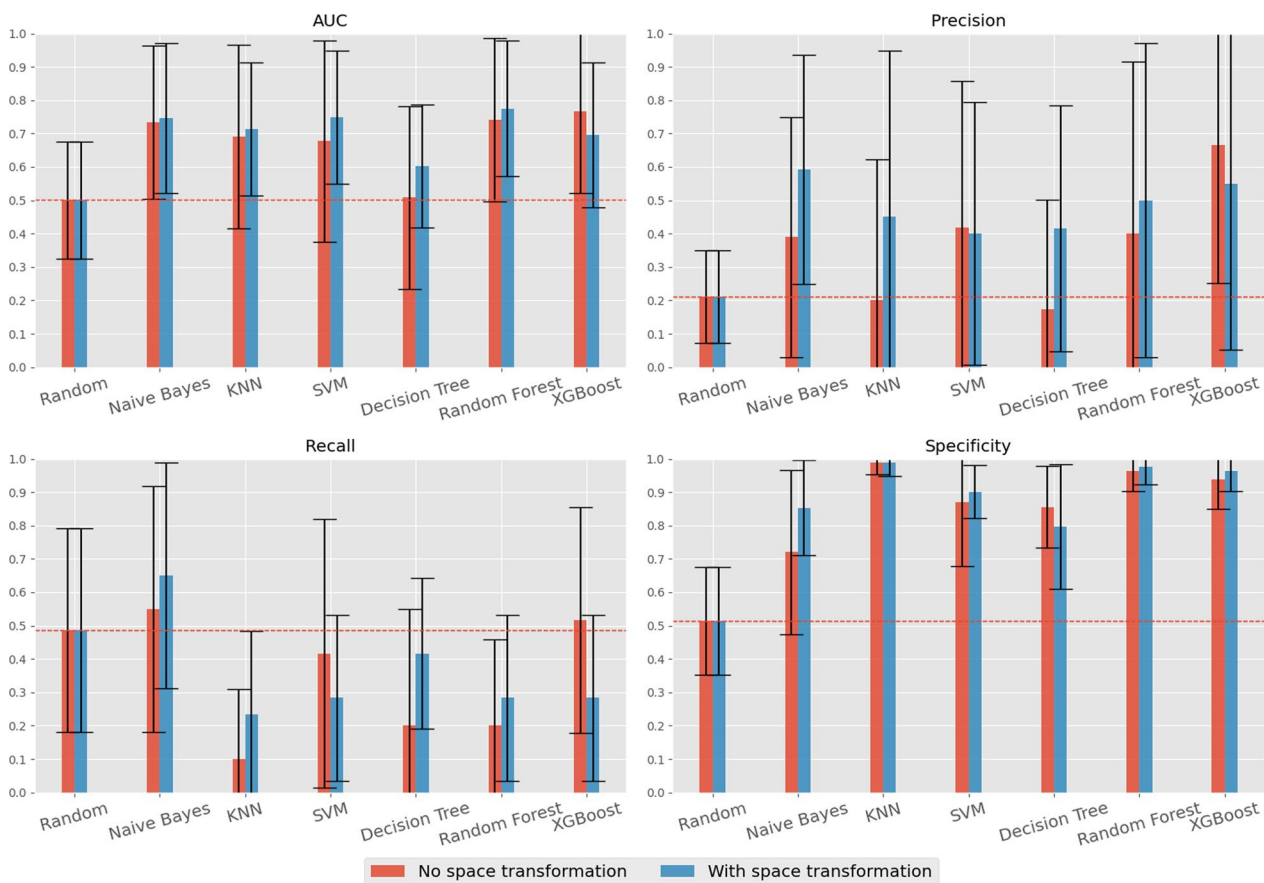 AUC
1.0
0.9
0.8
0.7
0.6
0.5
0.4
0.3
0.2
0.1
0.0
Random
Naive Bayes
KNN
SVM
Decision Tree
Random Forest
XGBoost
Precision
1.0
0.9
0.8
0.7
0.6
0.5
0.4
0.3
0.2
0.1
0.0
Random
Naive Bayes
KNN
SVM
Decision Tree
Random Forest
XGBoost
Recall
1.0
0.9
0.8
0.7
0.6
0.5
0.4
0.3
0.2
0.1
0.0
Random
Naive Bayes
KNN
SVM
Decision Tree
Random Forest
XGBoost
Specificity
1.0
0.9
0.8
0.7
0.6
0.5
0.4
0.3
0.2
0.1
0.0
Random
Naive Bayes
KNN
SVM
Decision Tree
Random Forest
XGBoost
No space transformation
With space transformation